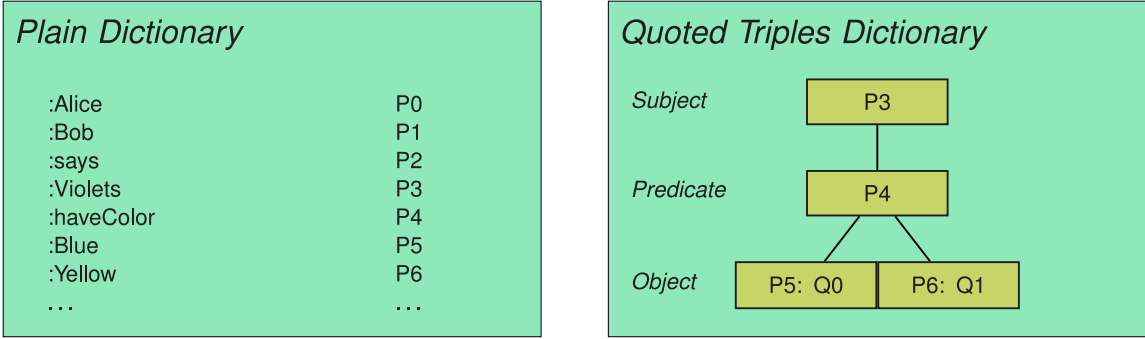 Plain Dictionary
:Alice P0
:Bob P1
:says P2
:Violets P3
:haveColor P4
:Blue P5
:Yellow P6
... ...
Quoted Triples Dictionary
Subject P3
Predicate P4
Object P5: Q0 P6: Q1